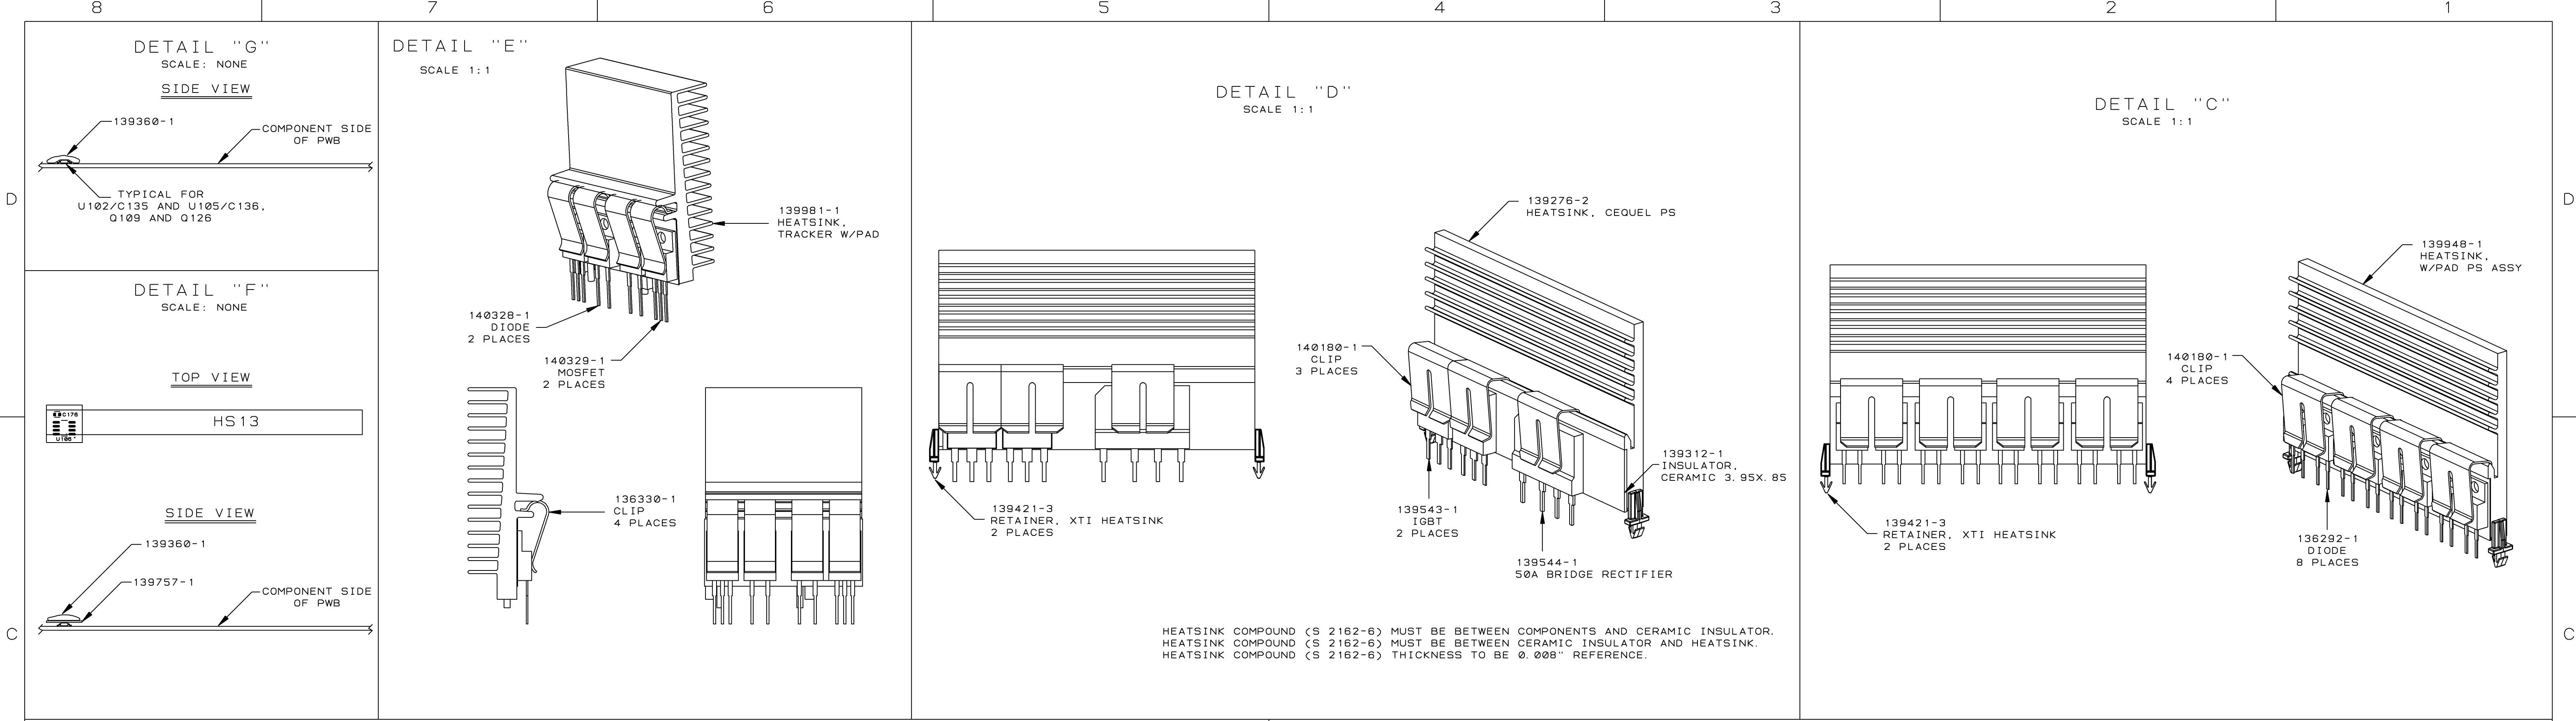 8
7
6
5
4
3
2
1
D
C
DETAIL "G"
SCALE: NONE
SIDE VIEW
139360-1
COMPONENT SIDE
OF PWB
TYPICAL FOR
U102/C135 AND U105/C136,
Q109 AND Q126
DETAIL "F"
SCALE: NONE
TOP VIEW
C176
U106
HS13
SIDE VIEW
139360-1
139757-1
COMPONENT SIDE
OF PWB
DETAIL "E"
SCALE 1:1
139981-1
HEATSINK,
TRACKER W/PAD
140328-1
DIODE
2 PLACES
140329-1
MOSFET
2 PLACES
136330-1
CLIP
4 PLACES
DETAIL "D"
SCALE 1:1
139276-2
HEATSINK, CEQUEL PS
140180-1
CLIP
3 PLACES
139312-1
INSULATOR,
CERAMIC 3.95X.85
139421-3
RETAINER, XTI HEATSINK
2 PLACES
139543-1
IGBT
2 PLACES
139544-1
50A BRIDGE RECTIFIER
HEATSINK COMPOUND (S 2162-6) MUST BE BETWEEN COMPONENTS AND CERAMIC INSULATOR.
HEATSINK COMPOUND (S 2162-6) MUST BE BETWEEN CERAMIC INSULATOR AND HEATSINK.
HEATSINK COMPOUND (S 2162-6) THICKNESS TO BE 0.008" REFERENCE.
DETAIL "C"
SCALE 1:1
139948-1
HEATSINK,
W/PAD PS ASSY
140180-1
CLIP
4 PLACES
139421-3
RETAINER, XTI HEATSINK
2 PLACES
136292-1
DIODE
8 PLACES
D
C